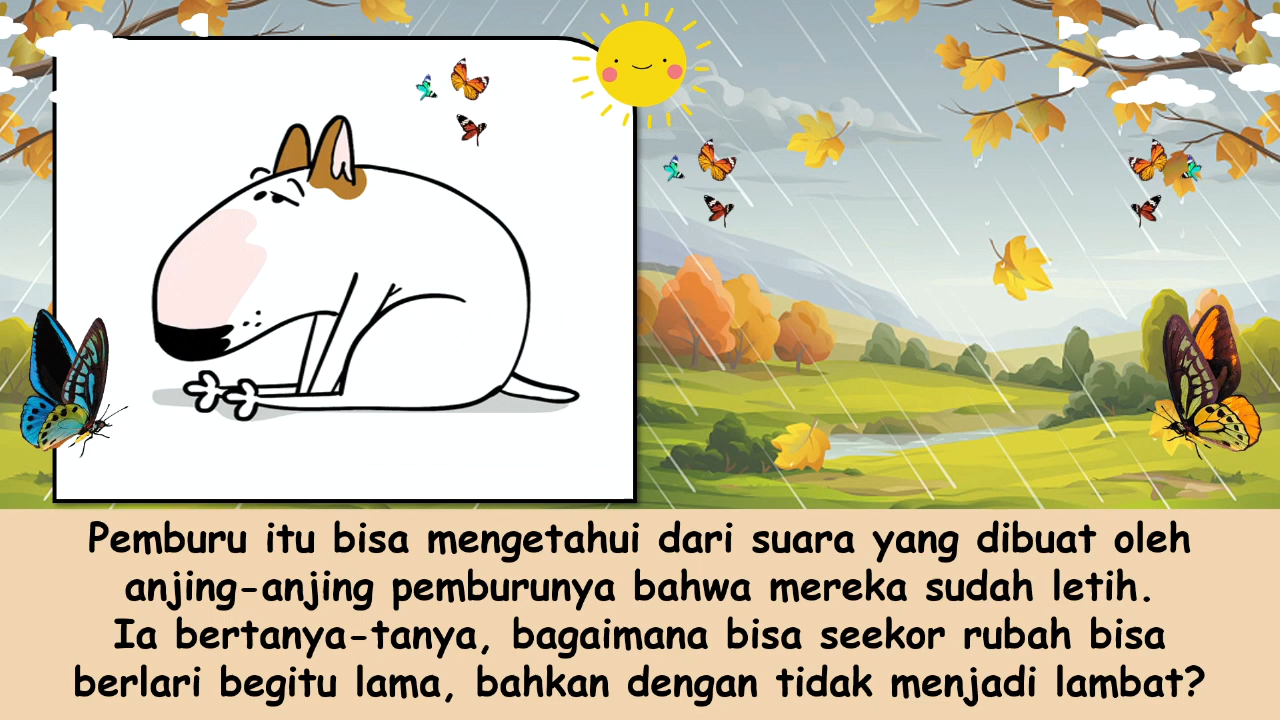 Pemburu itu bisa mengetahui dari suara yang dibuat oleh
anjing-anjing pemburunya bahwa mereka sudah letih.
Ia bertanya-tanya, bagaimana bisa seekor rubah bisa
berlari begitu lama, bahkan dengan tidak menjadi lambat?